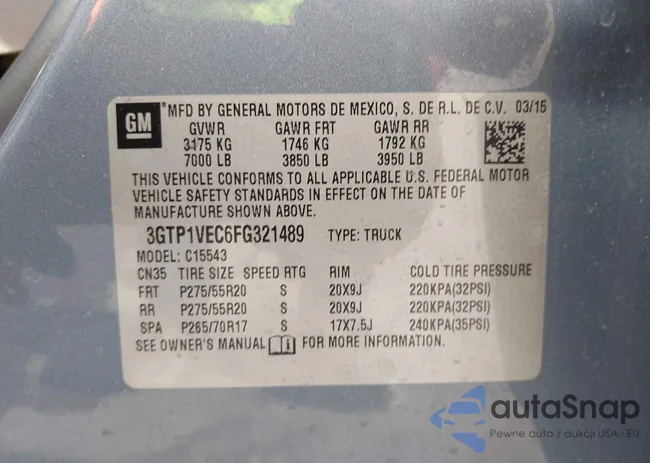 GM
*MFD BY GENERAL MOTORS DE MEXICO, S. DE R.L. DE C.V. 03/15
GVWR GAWR FRT GAWR RR
3175 KG 1746 KG 1792 KG
7000 LB 3850 LB 3950 LB
THIS VEHICLE CONFORMS TO ALL APPLICABLE U.S. FEDERAL MOTOR
VEHICLE SAFETY STANDARDS IN EFFECT ON THE DATE OF
MANUFACTURE SHOWN ABOVE.
3GTP1VEC6FG321489 TYPE: TRUCK
MODEL: C15543
CN35 TIRE SIZE SPEED RTG RIM COLD TIRE PRESSURE
FRT P275/55R20 S 20X9J 220KPA(32PSI)
RR P275/55R20 S 20X9J 220KPA(32PSI)
SPA P265/70R17 S 17X7.5J 240KPA(35PSI)
SEE OWNER'S MANUAL i FOR MORE INFORMATION.
autaSnap
Pewne auta z aukcji USA - EU